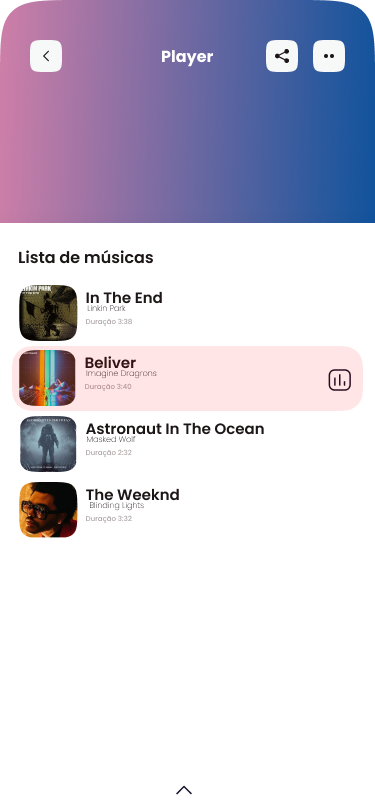 Player
Lista de músicas
LINKIN PARK
In The End
Linkin Park
Duração 3:38
Beliver
Imagine Dragrons
Duração 3:40
Astronaut In The Ocean
Masked Wolf
Duração 2:32
The Weeknd
Blinding Lights
Duração 3:32